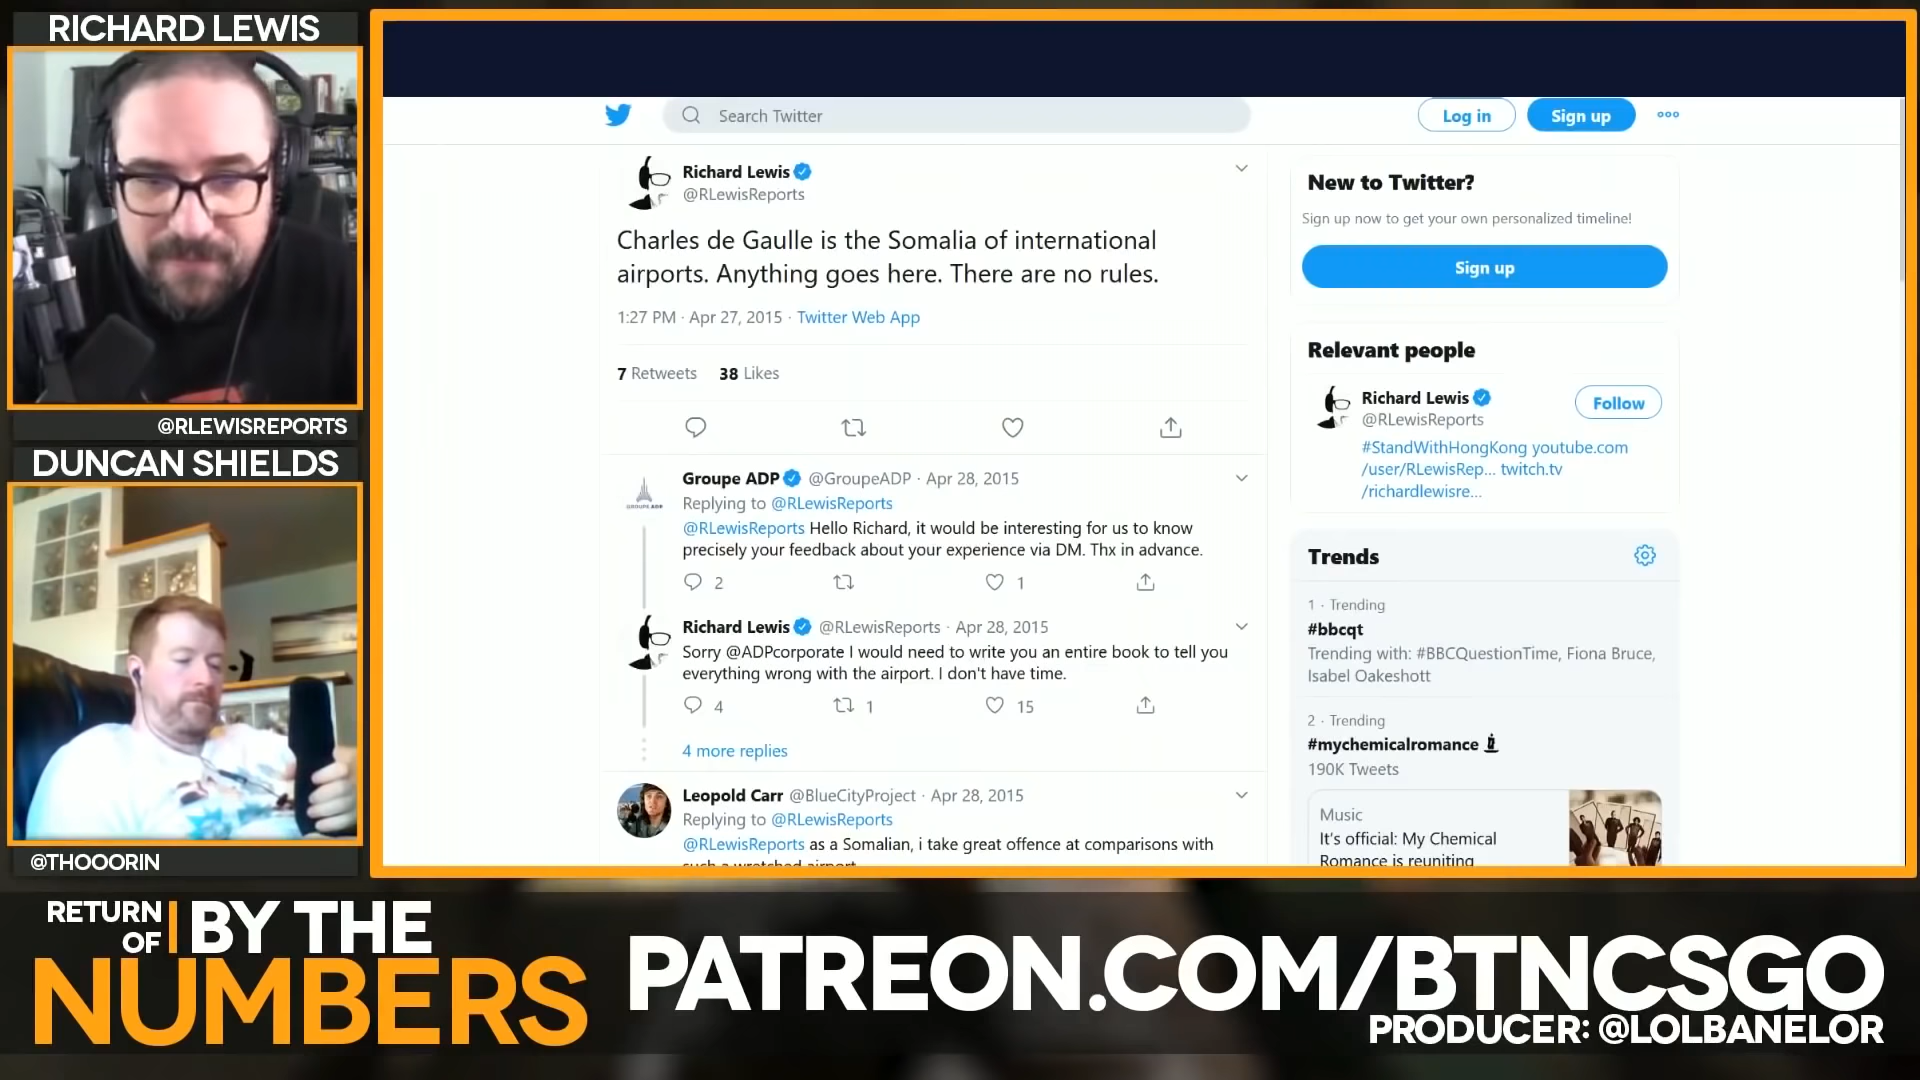 RICHARD LEWIS
@RLEWISREPORTS
DUNCAN SHIELDS
@THOOORIN
Search Twitter
Log in
Sign up
Richard Lewis
@RLewisReports
Charles de Gaulle is the Somalia of international
airports. Anything goes here. There are no rules.
1:27 PM · Apr 27, 2015 · Twitter Web App
7 Retweets 38 Likes
Groupe ADP @GroupeADP · Apr 28, 2015
Replying to @RLewisReports
@RLewisReports Hello Richard, it would be interesting for us to know
precisely your feedback about your experience via DM. Thx in advance.
2 1
GROUPE ADP
Richard Lewis @RLewisReports · Apr 28, 2015
Sorry @ADPcorporate I would need to write you an entire book to tell you
everything wrong with the airport. I don't have time.
4 1 15
4 more replies
Leopold Carr @BlueCityProject · Apr 28, 2015
Replying to @RLewisReports
@RLewisReports as a Somalian, i take great offence at comparisons with
such a wretched airport
New to Twitter?
Sign up now to get your own personalized timeline!
Sign up
Relevant people
Richard Lewis
@RLewisReports
Follow
#StandWithHongKong youtube.com
/user/RLewisRep... twitch.tv
/richardlewisre...
Trends
1 · Trending
#bbcqt
Trending with: #BBCQuestionTime, Fiona Bruce,
Isabel Oakeshott
2 · Trending
#mychemicalromance
190K Tweets
Music
It's official: My Chemical
Romance is reuniting
RETURN
OF
BY THE
NUMBERS
PATREON.COM/BTNCSGO
PRODUCER: @LOLBANELOR